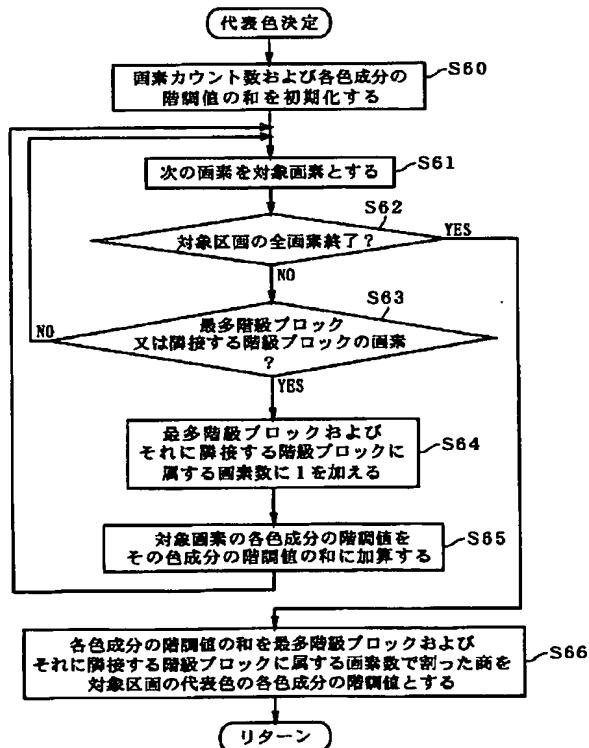 代表色決定
画素カウント数および各色成分の
階調値の和を初期化する
S60
次の画素を対象画素とする
S61
S62
対象区画の全画素終了？
YES
NO
S63
最多階級ブロック
又は隣接する階級ブロックの画素
？
NO
YES
最多階級ブロックおよび
それに隣接する階級ブロックに
属する画素数に１を加える
S64
対象画素の各色成分の階調値を
その色成分の階調値の和に加算する
S65
各色成分の階調値の和を最多階級ブロックおよび
それに隣接する階級ブロックに属する画素数で割った商を
対象区画の代表色の各色成分の階調値とする
S66
リターン